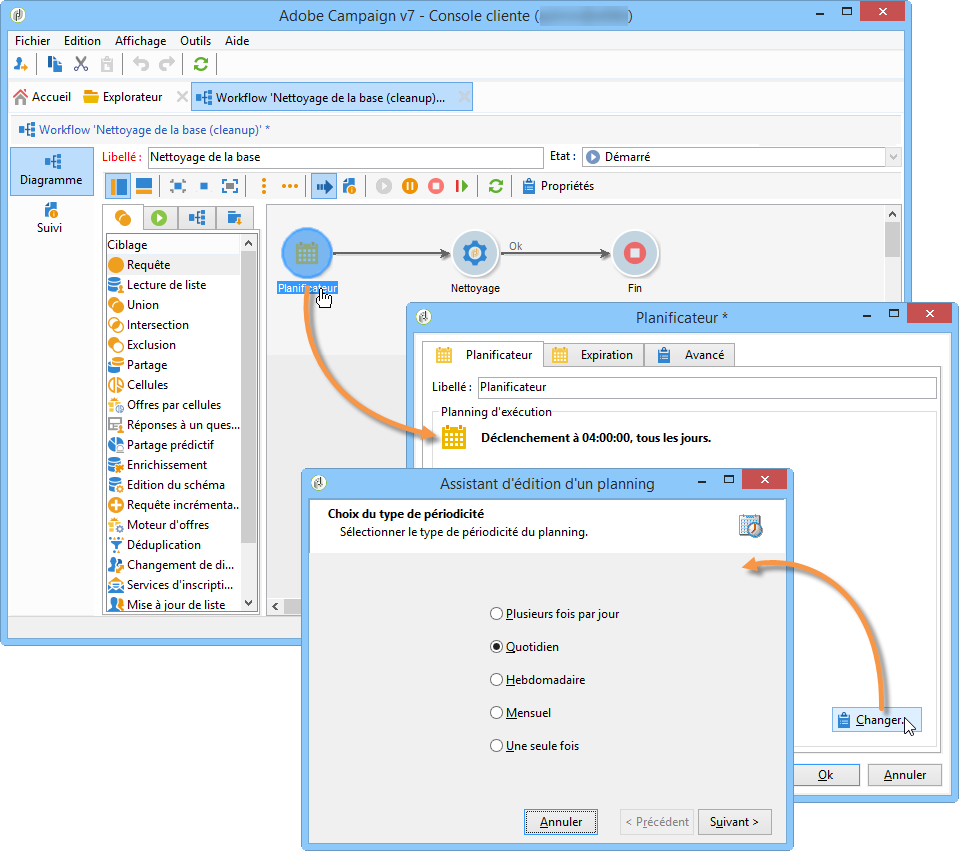 Adobe Campaign v7 - Console cliente ( )
Fichier Edition Affichage Outils Aide
Accueil Explorateur Workflow 'Nettoyage de la base (cleanup)...
Workflow 'Nettoyage de la base (cleanup)' *
Diagramme
Suivi
Libellé : Nettoyage de la base Etat : Démarré
Propriétés
Ciblage
Requête
Lecture de liste
Union
Intersection
Exclusion
Partage
Cellules
Offres par cellules
Réponses à un ques...
Partage prédictif
Enrichissement
Edition du schéma
Requête incrémenta..
Moteur d'offres
Déduplication
Changement de di...
Services d'inscripti...
Mise à jour de liste
Planificateur
Nettoyage
Ok
Fin
Planificateur *
Planificateur Expiration Avancé
Libellé : Planificateur
Planning d'exécution
Déclenchement à 04:00:00, tous les jours.
Changer..
Ok Annuler
Assistant d'édition d'un planning
Choix du type de périodicité
Sélectionner le type de périodicité du planning.
Plusieurs fois par jour
Quotidien
Hebdomadaire
Mensuel
Une seule fois
Annuler < Précédent Suivant >